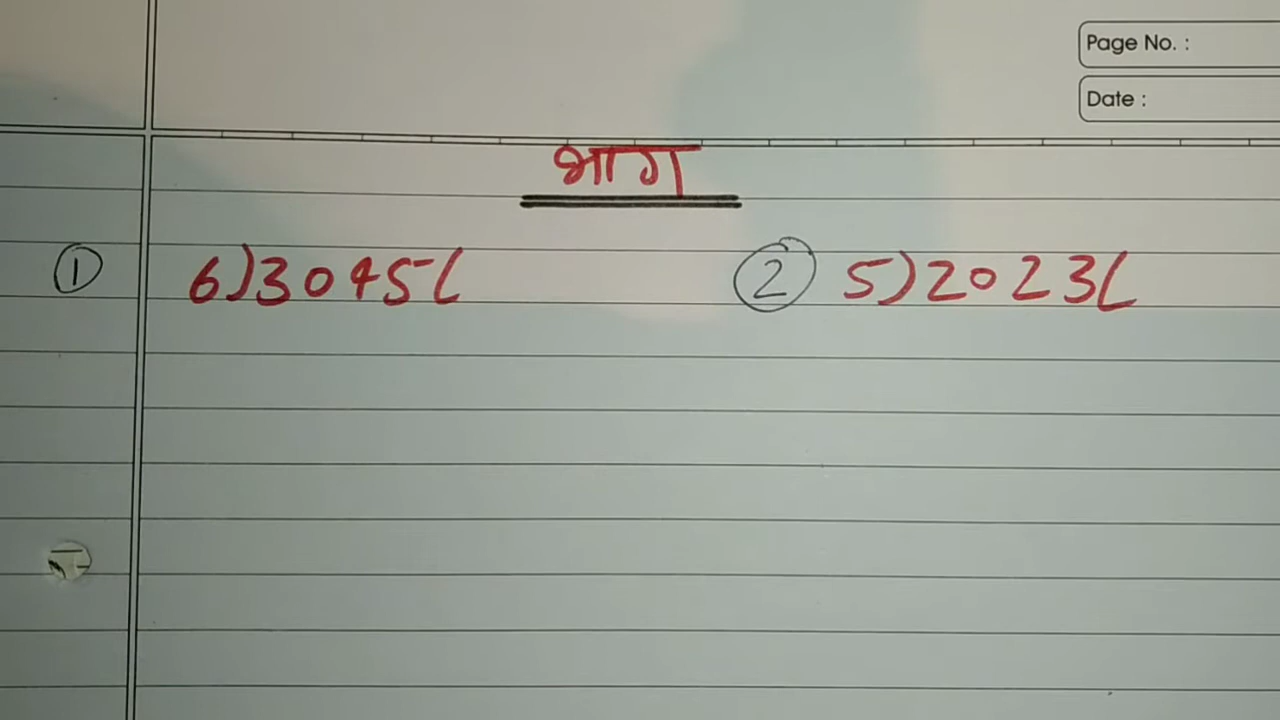 Page No. :
Date :
भाग
① 6)3045(
② 5)2023(